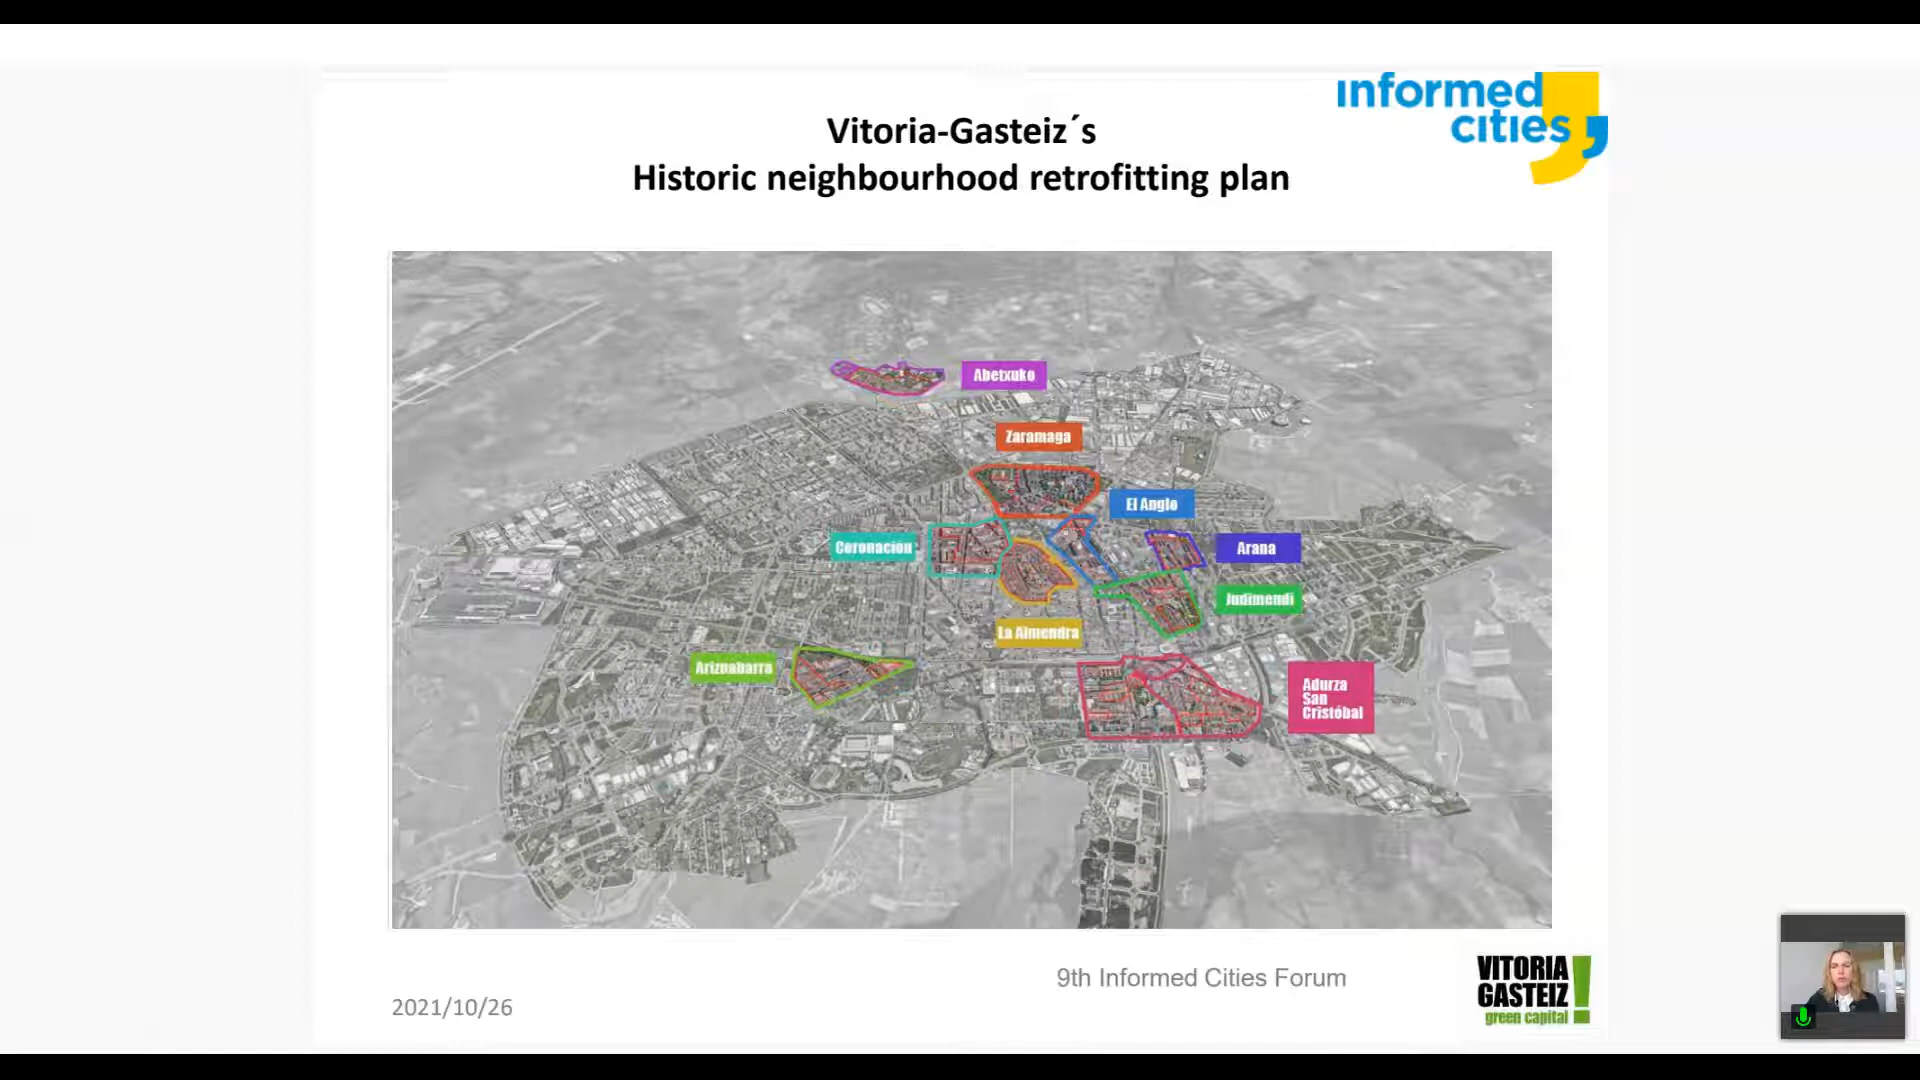 informed
cities
Vitoria-Gasteiz´s
Historic neighbourhood retrofitting plan
Abetxuko
Zaramaga
El Anglo
Coronación
Arana
Judimendi
La Almendra
Ariznabarra
Adurza
San
Cristóbal
9th Informed Cities Forum
2021/10/26
VITORIA
GASTEIZ
green capital